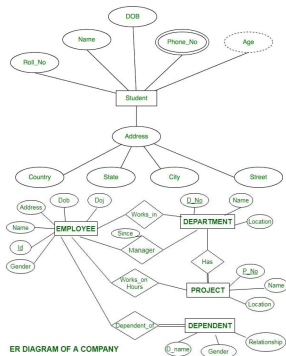 DOB
Name
Phone_No
Age
Roll_No
Student
Address
Country
State
City
Street
Dob
Doj
D_No
Name
Address
Works_in
EMPLOYEE
DEPARTMENT
Name
Since
Location
Id
Manager
Gender
Has
P_No
Works_on
Hours
Name
PROJECT
Location
Dependent_of
DEPENDENT
Relationship
D_name
Gender
ER DIAGRAM OF A COMPANY